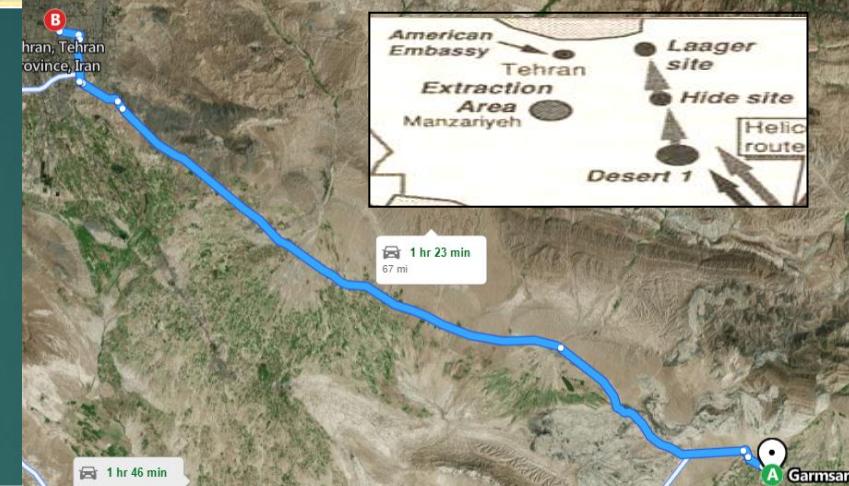 B
hran, Tehran
rovince, Iran
American
Embassy
Tehran
Laager
site
Extraction
Area
Manzariyeh
Hide site
Helic
route
Desert 1
1 hr 23 min
67 mi
1 hr 46 min
A Garmsar